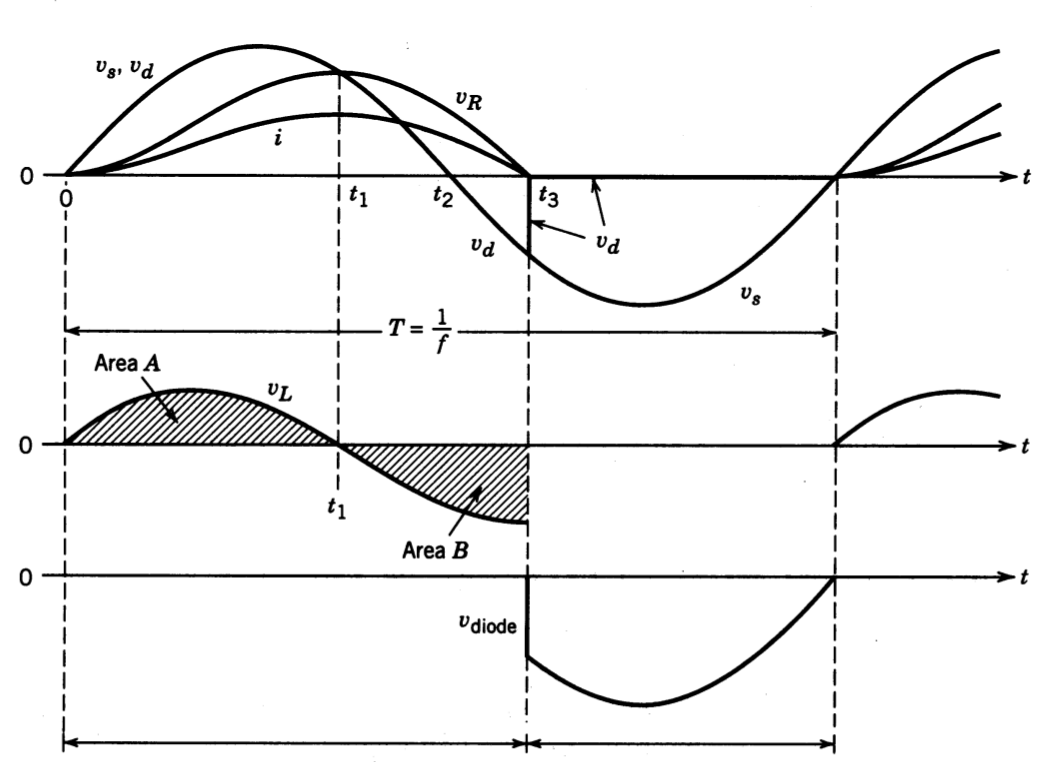 v_s, v_d
v_R
i
0
t
0
t_1
t_2
t_3
v_d
v_d
v_s
T = 1/f
Area A
v_L
0
t
t_1
Area B
0
t
v_diode